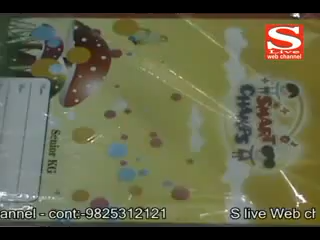 S
Live
web channel
SMART
CHAMPS
Senior KG
annel - cont:-9825312121
S live Web ch